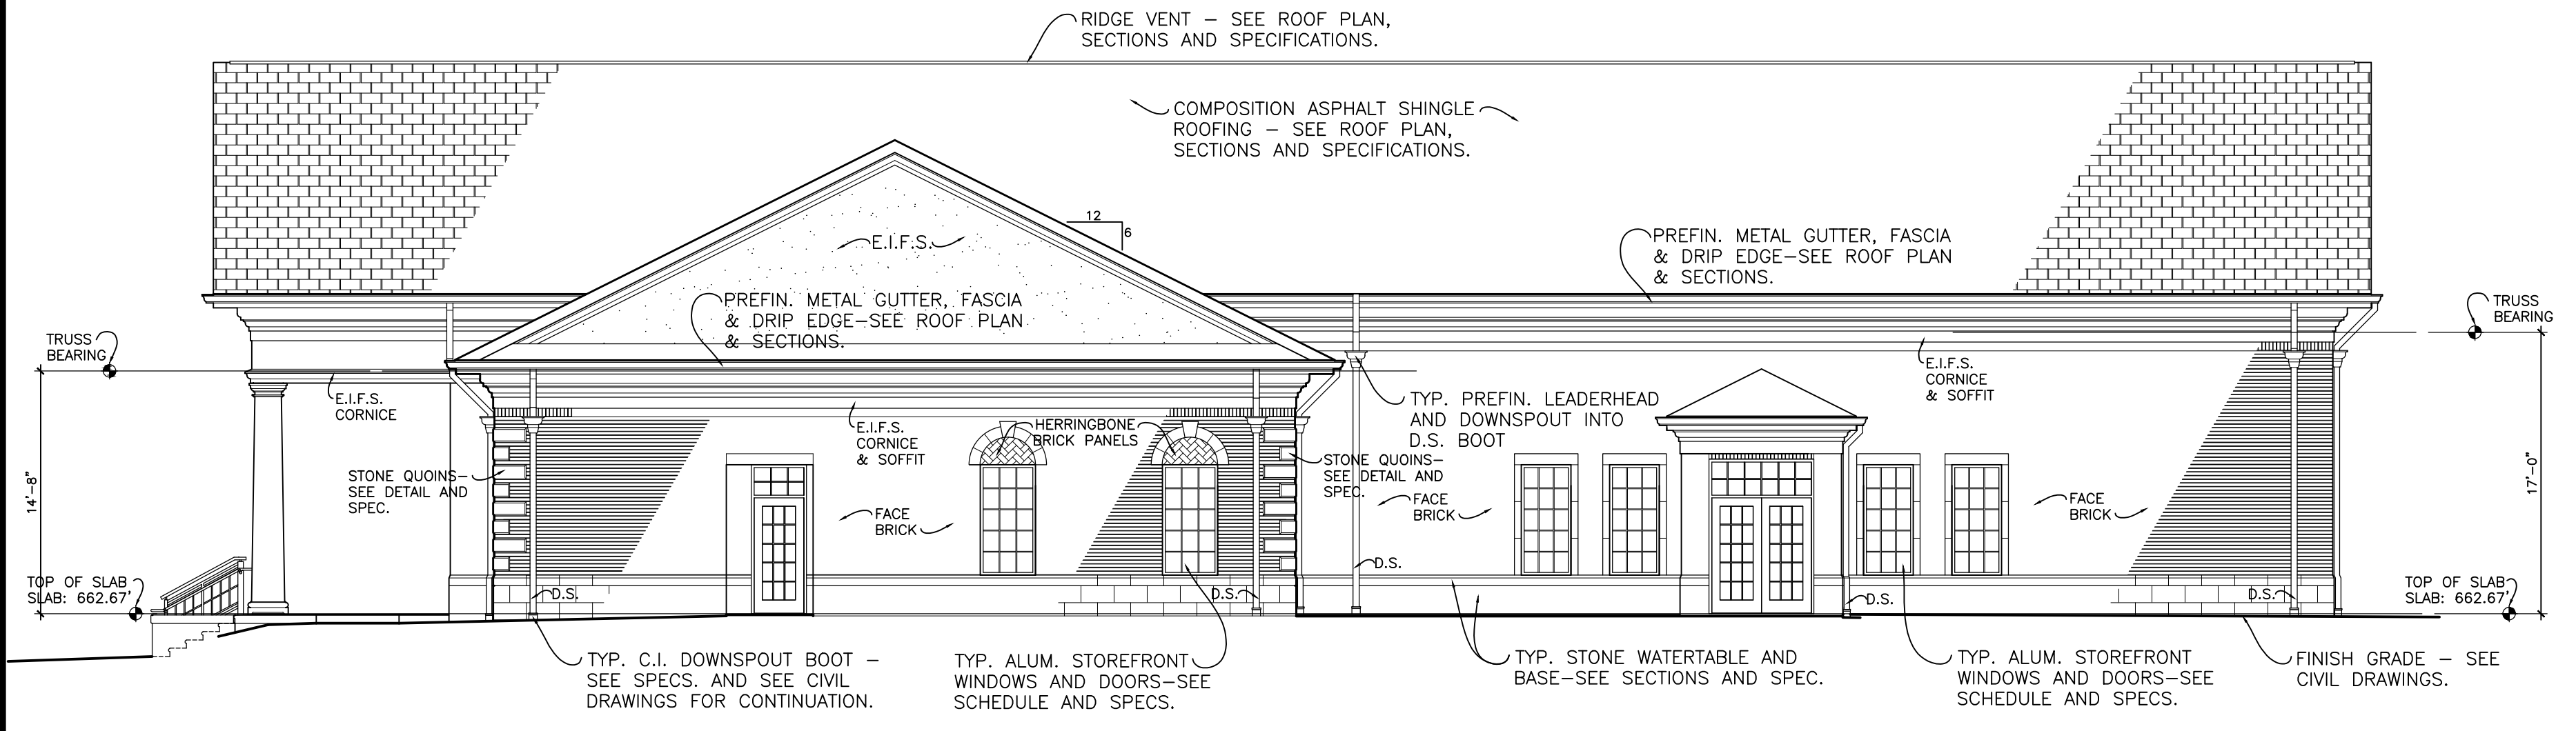 RIDGE VENT – SEE ROOF PLAN,
SECTIONS AND SPECIFICATIONS.
COMPOSITION ASPHALT SHINGLE
ROOFING – SEE ROOF PLAN,
SECTIONS AND SPECIFICATIONS.
12
6
E.I.F.S.
PREFIN. METAL GUTTER, FASCIA
& DRIP EDGE–SEE ROOF PLAN
& SECTIONS.
PREFIN. METAL GUTTER, FASCIA
& DRIP EDGE–SEE ROOF PLAN
& SECTIONS.
TRUSS
BEARING
TRUSS
BEARING
E.I.F.S.
CORNICE
E.I.F.S.
CORNICE
& SOFFIT
HERRINGBONE
BRICK PANELS
TYP. PREFIN. LEADERHEAD
AND DOWNSPOUT INTO
D.S. BOOT
E.I.F.S.
CORNICE
& SOFFIT
14'–8"
STONE QUOINS–
SEE DETAIL AND
SPEC.
STONE QUOINS–
SEE DETAIL AND
SPEC.
17'–0"
FACE
BRICK
FACE
BRICK
FACE
BRICK
TOP OF SLAB
SLAB: 662.67'
D.S.
D.S.
D.S.
D.S.
D.S.
TOP OF SLAB
SLAB: 662.67'
TYP. C.I. DOWNSPOUT BOOT –
SEE SPECS. AND SEE CIVIL
DRAWINGS FOR CONTINUATION.
TYP. ALUM. STOREFRONT
WINDOWS AND DOORS–SEE
SCHEDULE AND SPECS.
TYP. STONE WATERTABLE AND
BASE–SEE SECTIONS AND SPEC.
TYP. ALUM. STOREFRONT
WINDOWS AND DOORS–SEE
SCHEDULE AND SPECS.
FINISH GRADE – SEE
CIVIL DRAWINGS.